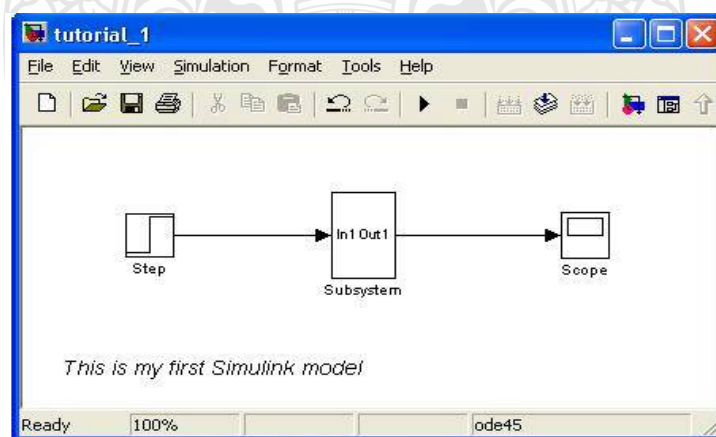 tutorial_1
File Edit View Simulation Format Tools Help
In1 Out1
Step
Scope
Subsystem
This is my first Simulink model
Ready 100% ode45